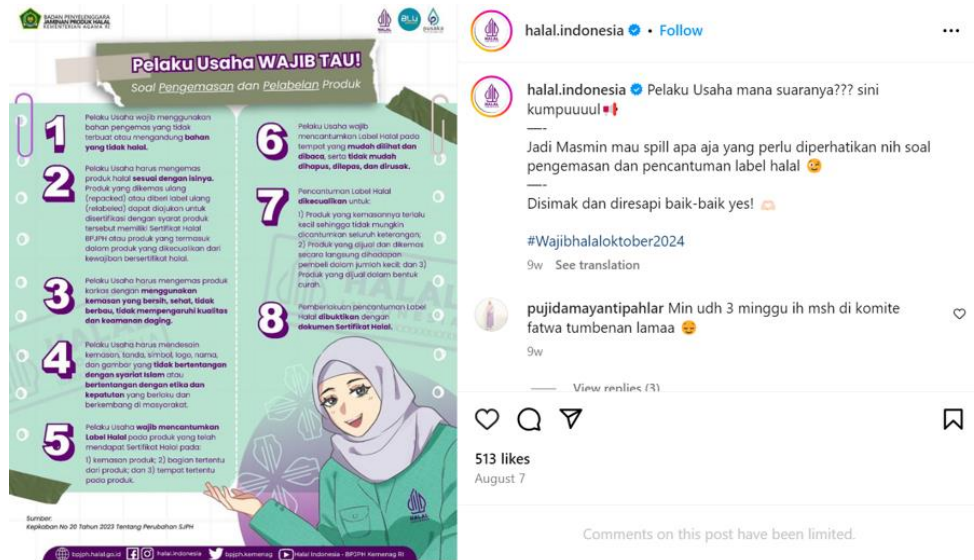 BADAN PENYELENGGARA
JAMINAN PRODUK HALAL
KEMENTERIAN AGAMA RI
HALAL
BLU
pusaka
Pelaku Usaha WAJIB TAU!
Soal Pengemasan dan Pelabelan Produk
1
Pelaku Usaha wajib menggunakan
bahan pengemas yang tidak
terbuat atau mengandung bahan
yang tidak halal.
2
Pelaku Usaha harus mengemas
produk halal sesuai dengan isinya.
Produk yang dikemas ulang
(repacked) atau diberi label ulang
(relabeled) dapat diajukan untuk
disertifikasi dengan syarat produk
tersebut memiliki Sertifikat Halal
BPJPH atau produk yang termasuk
dalam produk yang dikecualikan dari
kewajiban bersertifikat halal.
3
Pelaku Usaha harus mengemas produk
karkas dengan menggunakan
kemasan yang bersih, sehat, tidak
berbau, tidak mempengaruhi kualitas
dan keamanan daging.
4
Pelaku Usaha harus mendesain
kemasan, tanda, simbol, logo, nama,
dan gambar yang tidak bertentangan
dengan syariat Islam atau
bertentangan dengan etika dan
kepatutan yang berlaku dan
berkembang di masyarakat.
5
Pelaku Usaha wajib mencantumkan
Label Halal pada produk yang telah
mendapat Sertifikat Halal pada:
1) kemasan produk; 2) bagian tertentu
dari produk; dan 3) tempat tertentu
pada produk.
6
Pelaku Usaha wajib
mencantumkan Label Halal pada
tempat yang mudah dilihat dan
dibaca, serta tidak mudah
dihapus, dilepas, dan dirusak.
7
Pencantuman Label Halal
dikecualikan untuk:
1) Produk yang kemasannya terlalu
kecil sehingga tidak mungkin
dicantumkan seluruh keterangan;
2) Produk yang dijual dan dikemas
secara langsung dihadapan
pembeli dalam jumlah kecil; dan 3)
Produk yang dijual dalam bentuk
curah.
8
Pemberlakuan pencantuman Label
Halal dibuktikan dengan
dokumen Sertifikat Halal.
HALAL
Sumber:
Kepkaban No 20 Tahun 2023 Tentang Perubahan SJPH
bpjph.halal.go.id halal.indonesia bpjph.kemenag Halal Indonesia - BPJPH Kemenag RI
halal.indonesia • Follow
halal.indonesia Pelaku Usaha mana suaranya??? sini
kumpuuuul
—-
Jadi Masmin mau spill apa aja yang perlu diperhatikan nih soal
pengemasan dan pencantuman label halal 😉
—-
Disimak dan diresapi baik-baik yes! 🫶🏻
#Wajibhalaloktober2024
9w See translation
pujidamayantipahlar Min udh 3 minggu ih msh di komite
fatwa tumbenan lamaa
9w
View replies (3)
513 likes
August 7
Comments on this post have been limited.